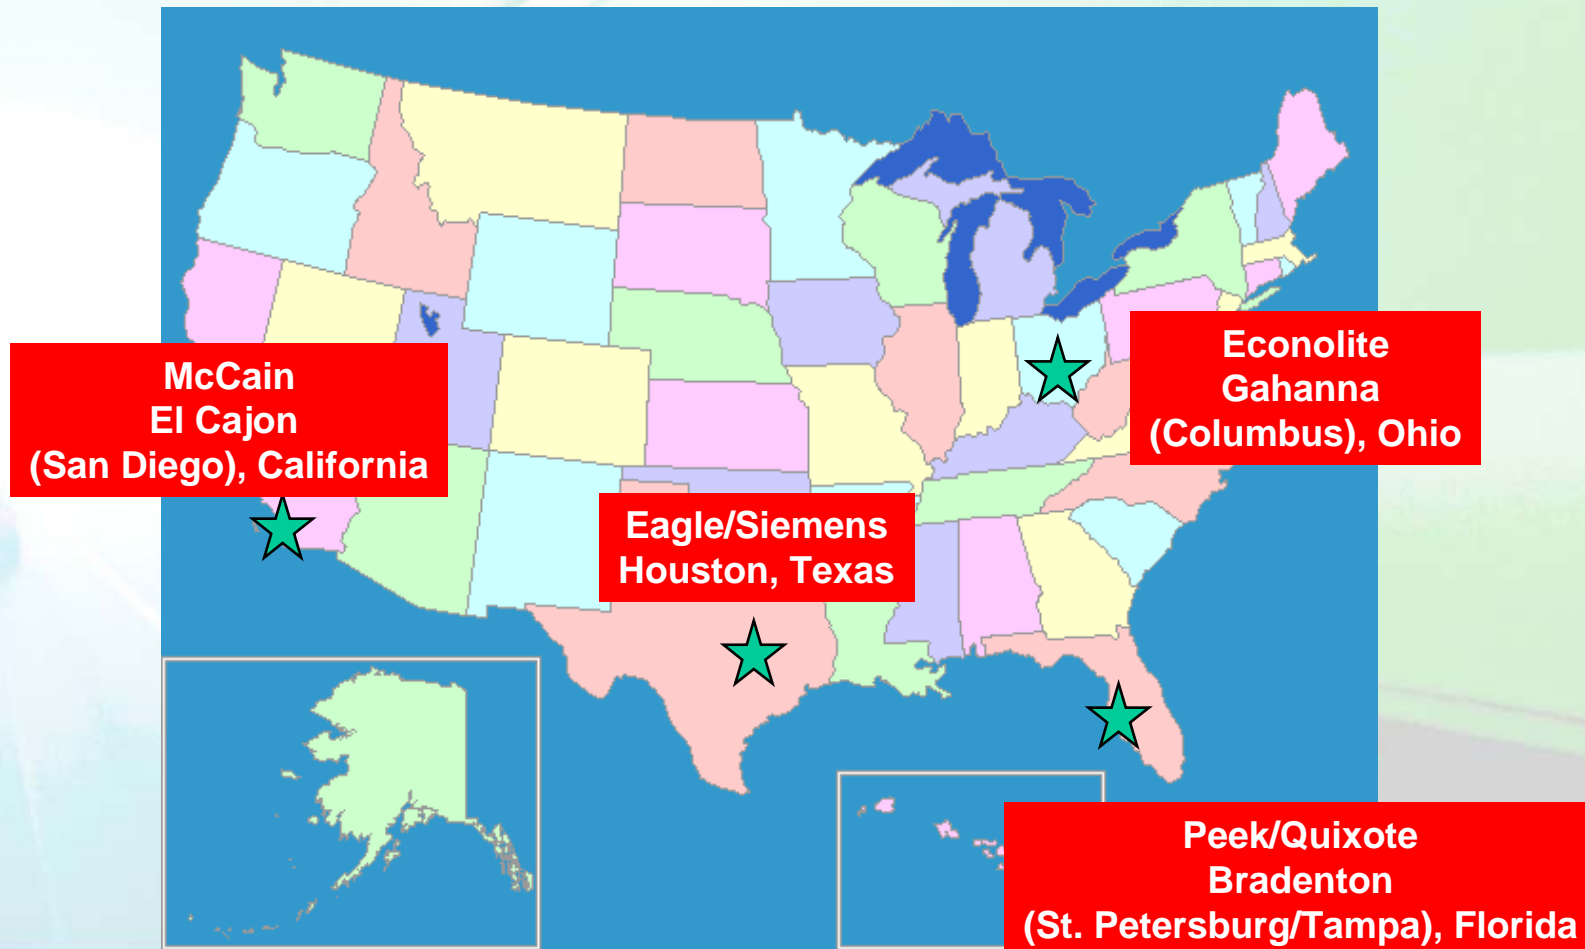 McCain
El Cajon
(San Diego), California
Econolite
Gahanna
(Columbus), Ohio
Eagle/Siemens
Houston, Texas
Peek/Quixote
Bradenton
(St. Petersburg/Tampa), Florida